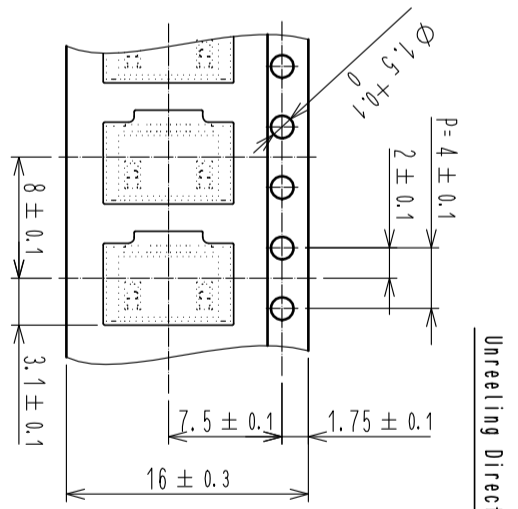 Ø 1.5 +0.1 0
P= 4 ± 0.1
2 ± 0.1
8 ± 0.1
3.1 ± 0.1
7.5 ± 0.1
1.75 ± 0.1
16 ± 0.3
Unreeling Direct